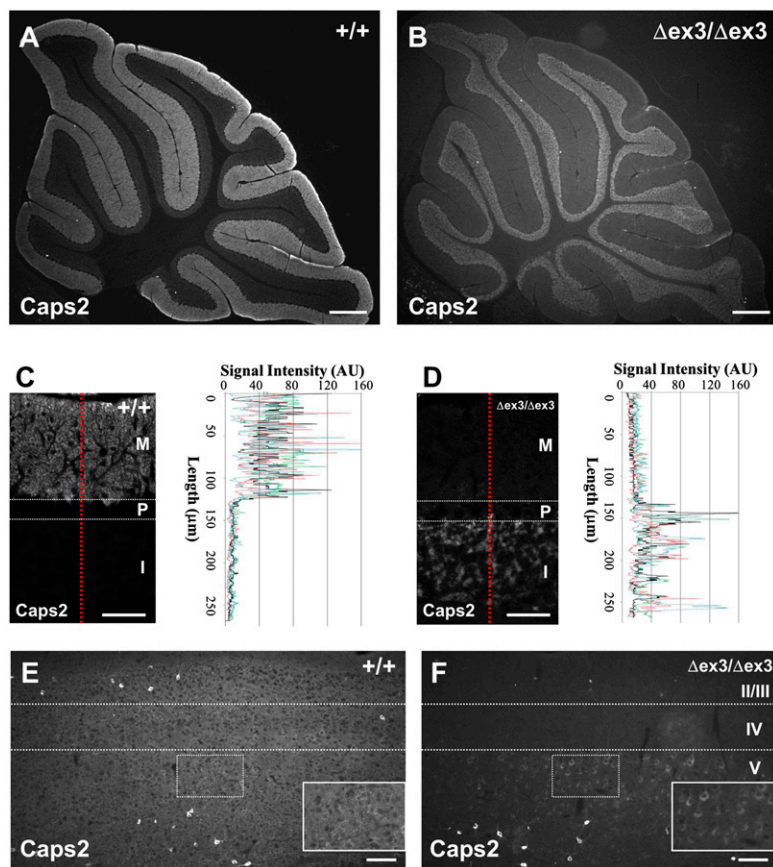 A
+/+
Caps2
B
Δex3/Δex3
Caps2
C
+/+
M
P
I
Caps2
Signal Intensity (AU)
0 40 80 120 160
0
50
100
150
200
250
Length (μm)
D
Δex3/Δex3
M
P
I
Caps2
Signal Intensity (AU)
0 40 80 120 160
0
50
100
150
200
250
Length (μm)
E
+/+
Caps2
F
Δex3/Δex3
II/III
IV
V
Caps2